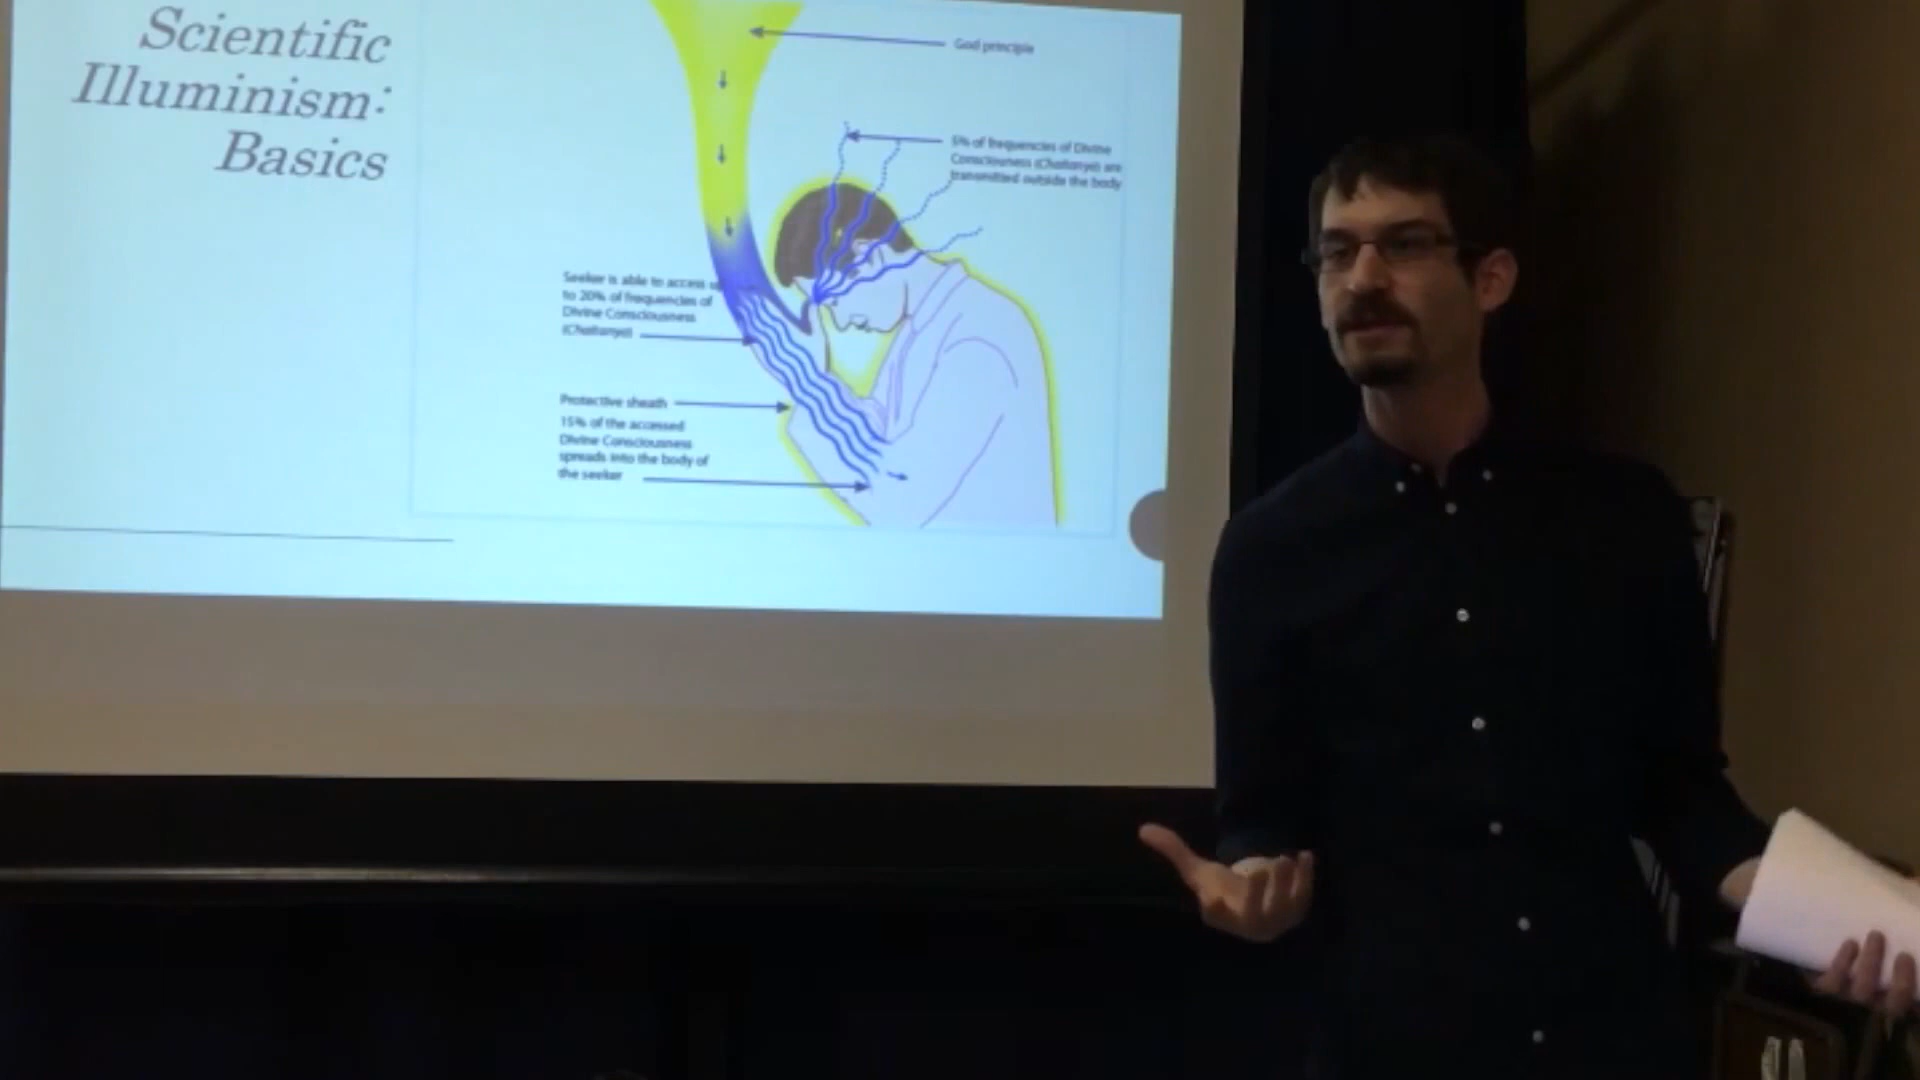 Scientific
Illuminism:
Basics
God principle
5% of frequencies of Divine
Consciousness (Chaitanya) are
transmitted outside the body
Seeker is able to access
to 20% of frequencies of
Divine Consciousness
(Chaitanya)
Protective sheath
15% of the accessed
Divine Consciousness
spreads into the body of
the seeker